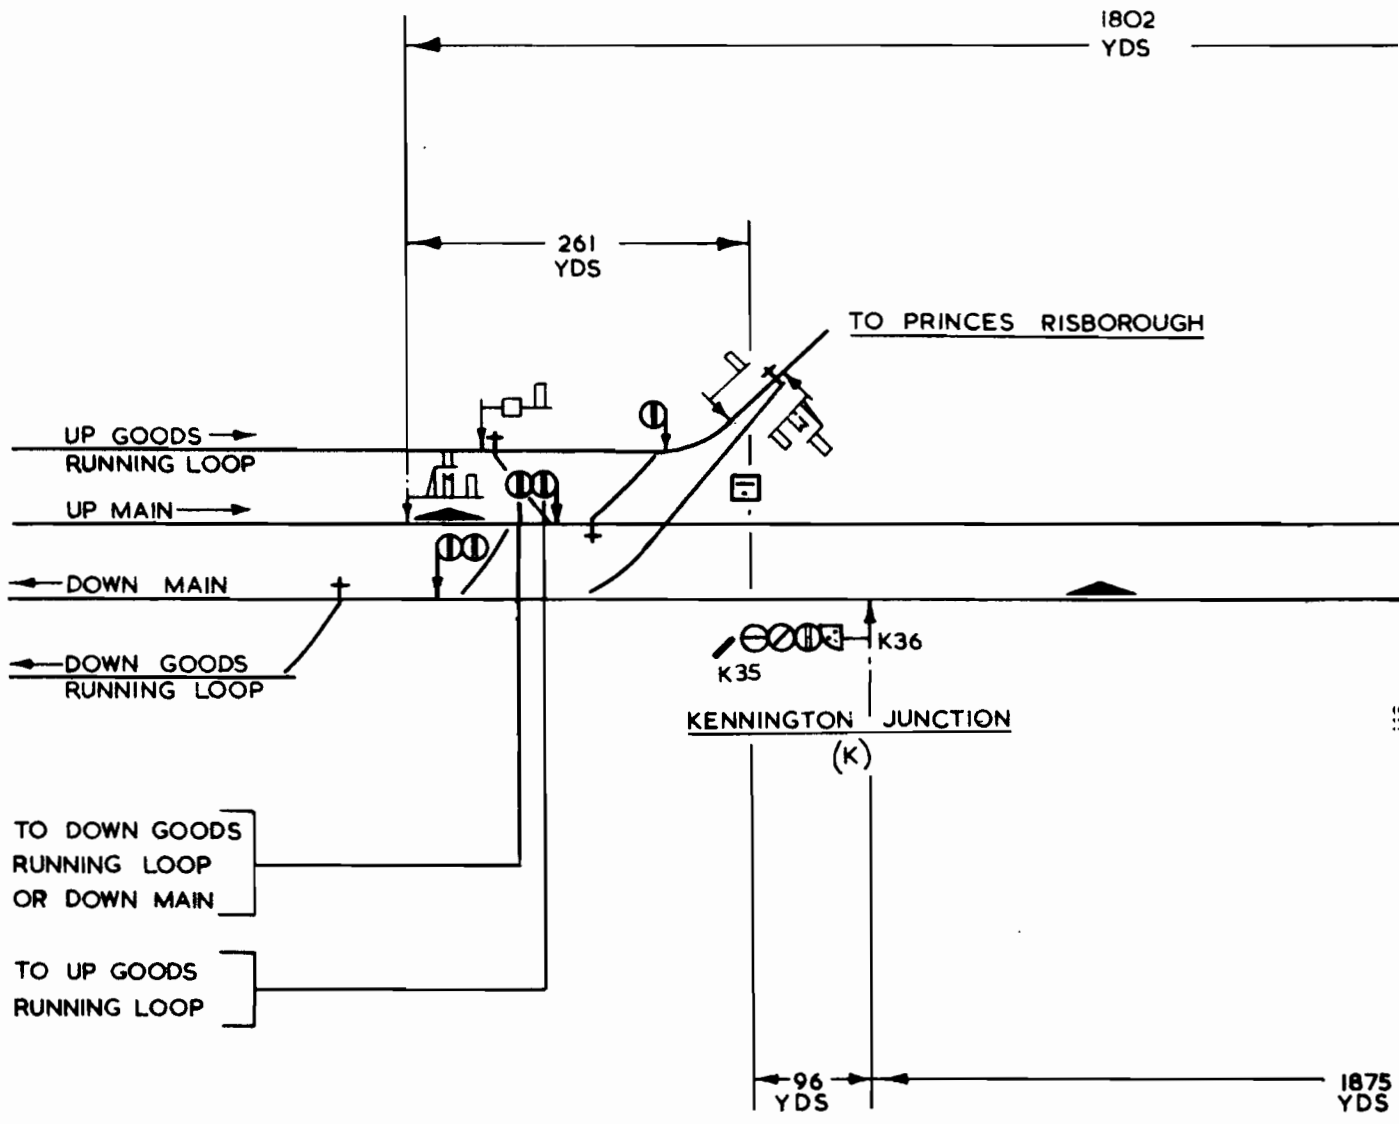 1802
YDS
261
YDS
TO PRINCES RISBOROUGH
UP GOODS
RUNNING LOOP
UP MAIN
DOWN MAIN
DOWN GOODS
RUNNING LOOP
K35
K36
KENNINGTON JUNCTION
(K)
TO DOWN GOODS
RUNNING LOOP
OR DOWN MAIN
TO UP GOODS
RUNNING LOOP
96
YDS
1875
YDS